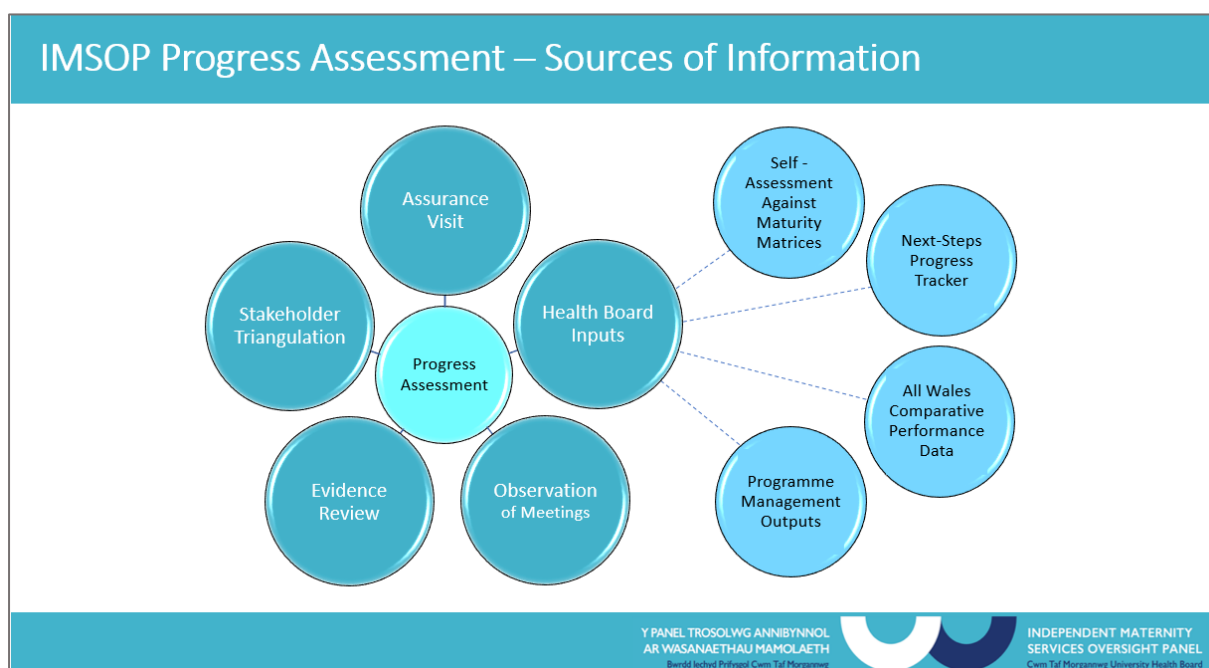 IMSOP Progress Assessment – Sources of Information
Assurance
Visit
Stakeholder
Triangulation
Progress
Assessment
Health Board
Inputs
Evidence
Review
Observation
of Meetings
Self -
Assessment
Against
Maturity
Matrices
Next-Steps
Progress
Tracker
All Wales
Comparative
Performance
Data
Programme
Management
Outputs
Y PANEL TROSOLWG ANNIBYNNOL
AR WASANAETHAU MAMOLAETH
Bwrdd Iechyd Prifysgol Cwm Taf Morgannwg
INDEPENDENT MATERNITY
SERVICES OVERSIGHT PANEL
Cwm Taf Morgannwg University Health Board